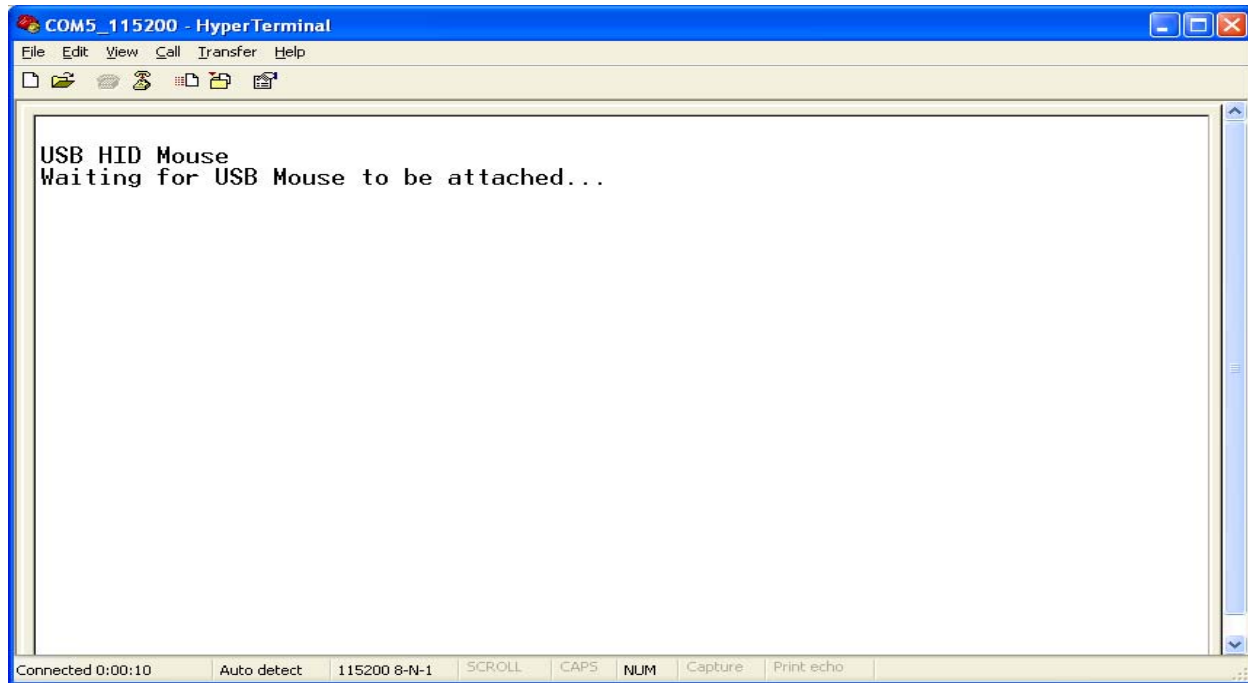 COM5_115200 - HyperTerminal
File Edit View Call Transfer Help
USB HID Mouse
Waiting for USB Mouse to be attached...
Connected 0:00:10 Auto detect 115200 8-N-1 SCROLL CAPS NUM Capture Print echo